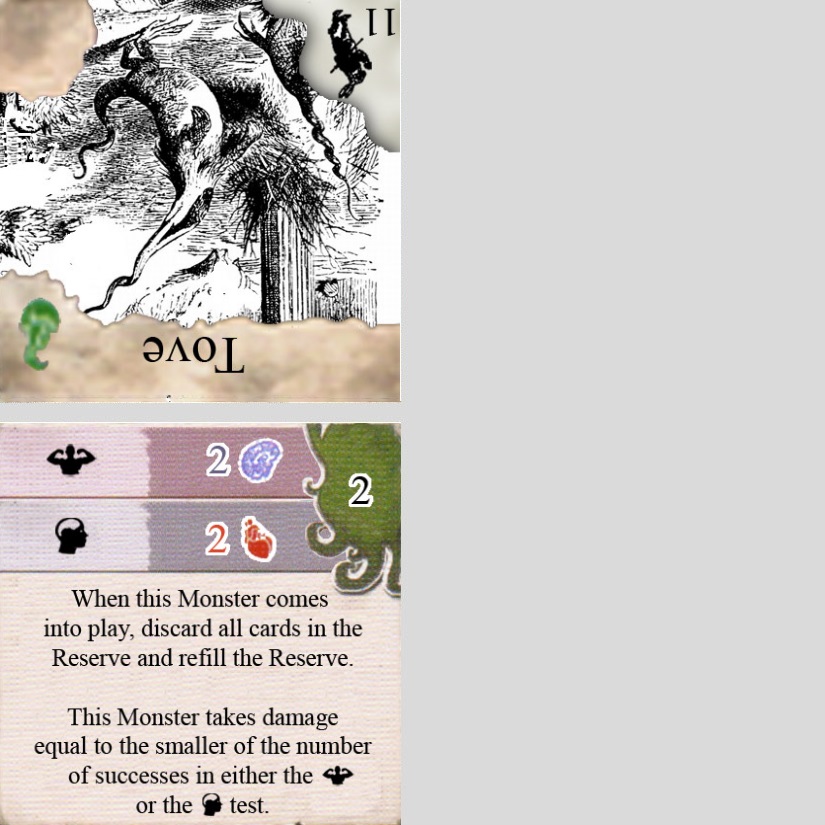 11
Tove
2
2
2
When this Monster comes
into play, discard all cards in the
Reserve and refill the Reserve.
This Monster takes damage
equal to the smaller of the number
of successes in either the
or the test.